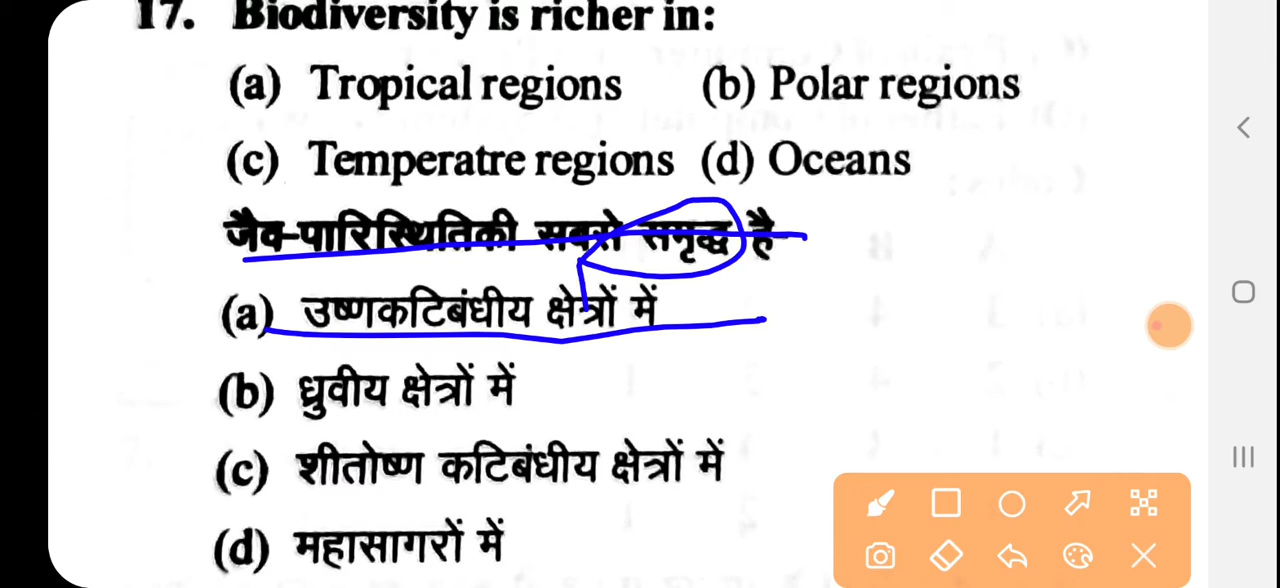 17. Biodiversity is richer in:
(a) Tropical regions (b) Polar regions
(c) Temperatre regions (d) Oceans
जैव-पारिस्थितिकी सबसे समृद्ध है
(a) उष्णकटिबंधीय क्षेत्रों में
(b) ध्रुवीय क्षेत्रों में
(c) शीतोष्ण कटिबंधीय क्षेत्रों में
(d) महासागरों में